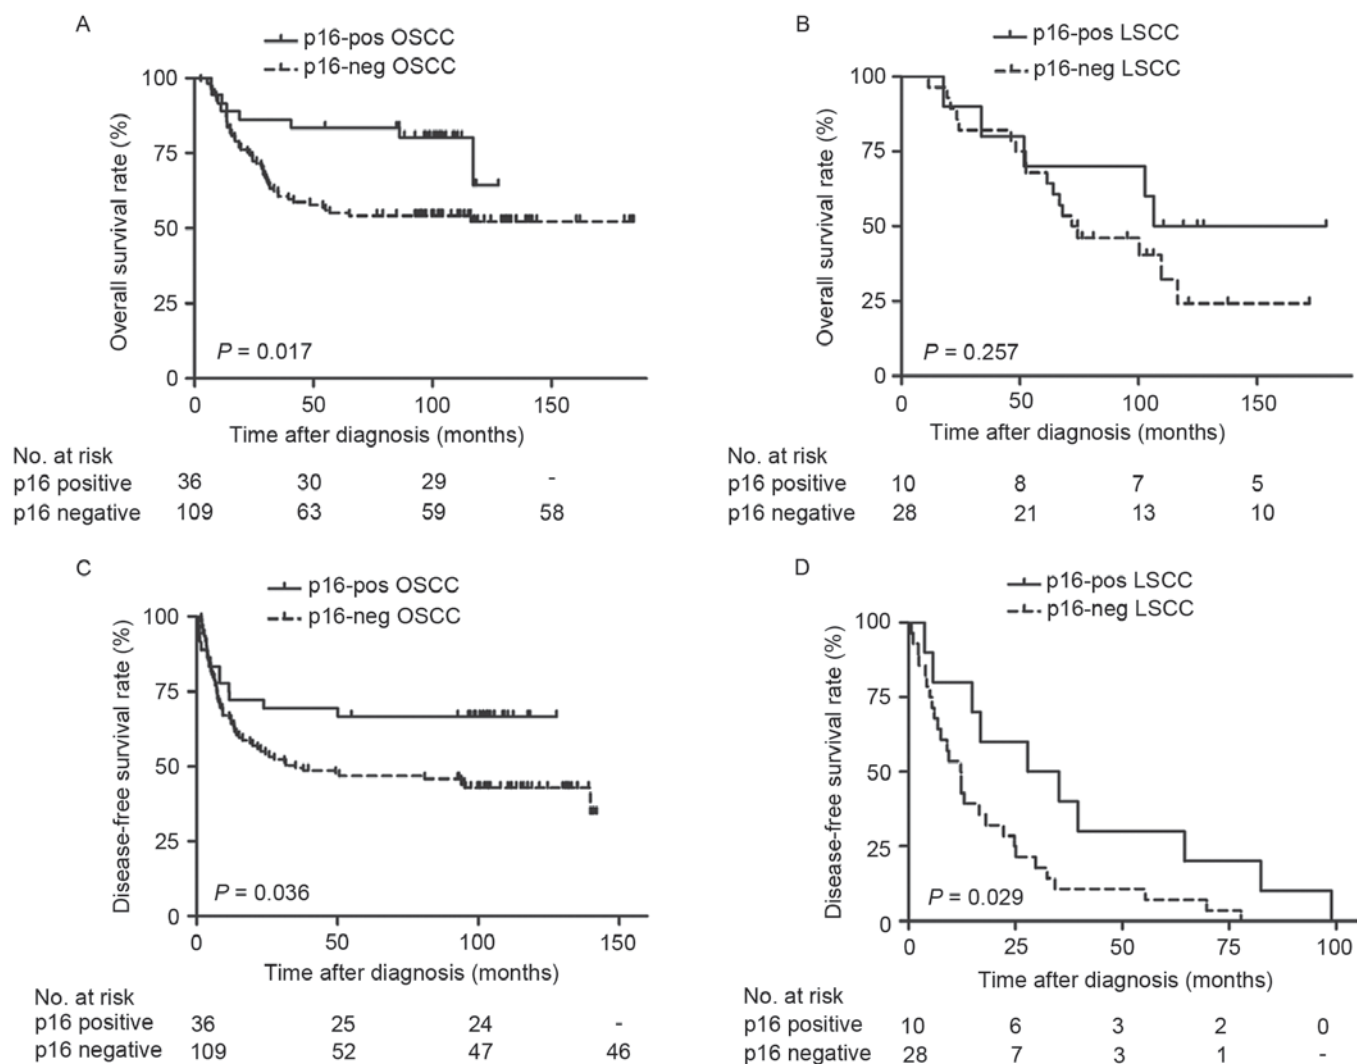 A
p16-pos OSCC
p16-neg OSCC
100
75
50
25
0
Overall survival rate (%)
P = 0.017
0 50 100 150
Time after diagnosis (months)
No. at risk
p16 positive 36 30 29 -
p16 negative 109 63 59 58
B
p16-pos LSCC
p16-neg LSCC
100
75
50
25
0
Overall survival rate (%)
P = 0.257
0 50 100 150
Time after diagnosis (months)
No. at risk
p16 positive 10 8 7 5
p16 negative 28 21 13 10
C
p16-pos OSCC
p16-neg OSCC
100
75
50
25
0
Disease-free survival rate (%)
P = 0.036
0 50 100 150
Time after diagnosis (months)
No. at risk
p16 positive 36 25 24 -
p16 negative 109 52 47 46
D
p16-pos LSCC
p16-neg LSCC
100
75
50
25
0
Disease-free survival rate (%)
P = 0.029
0 25 50 75 100
Time after diagnosis (months)
No. at risk
p16 positive 10 6 3 2 0
p16 negative 28 7 3 1 -